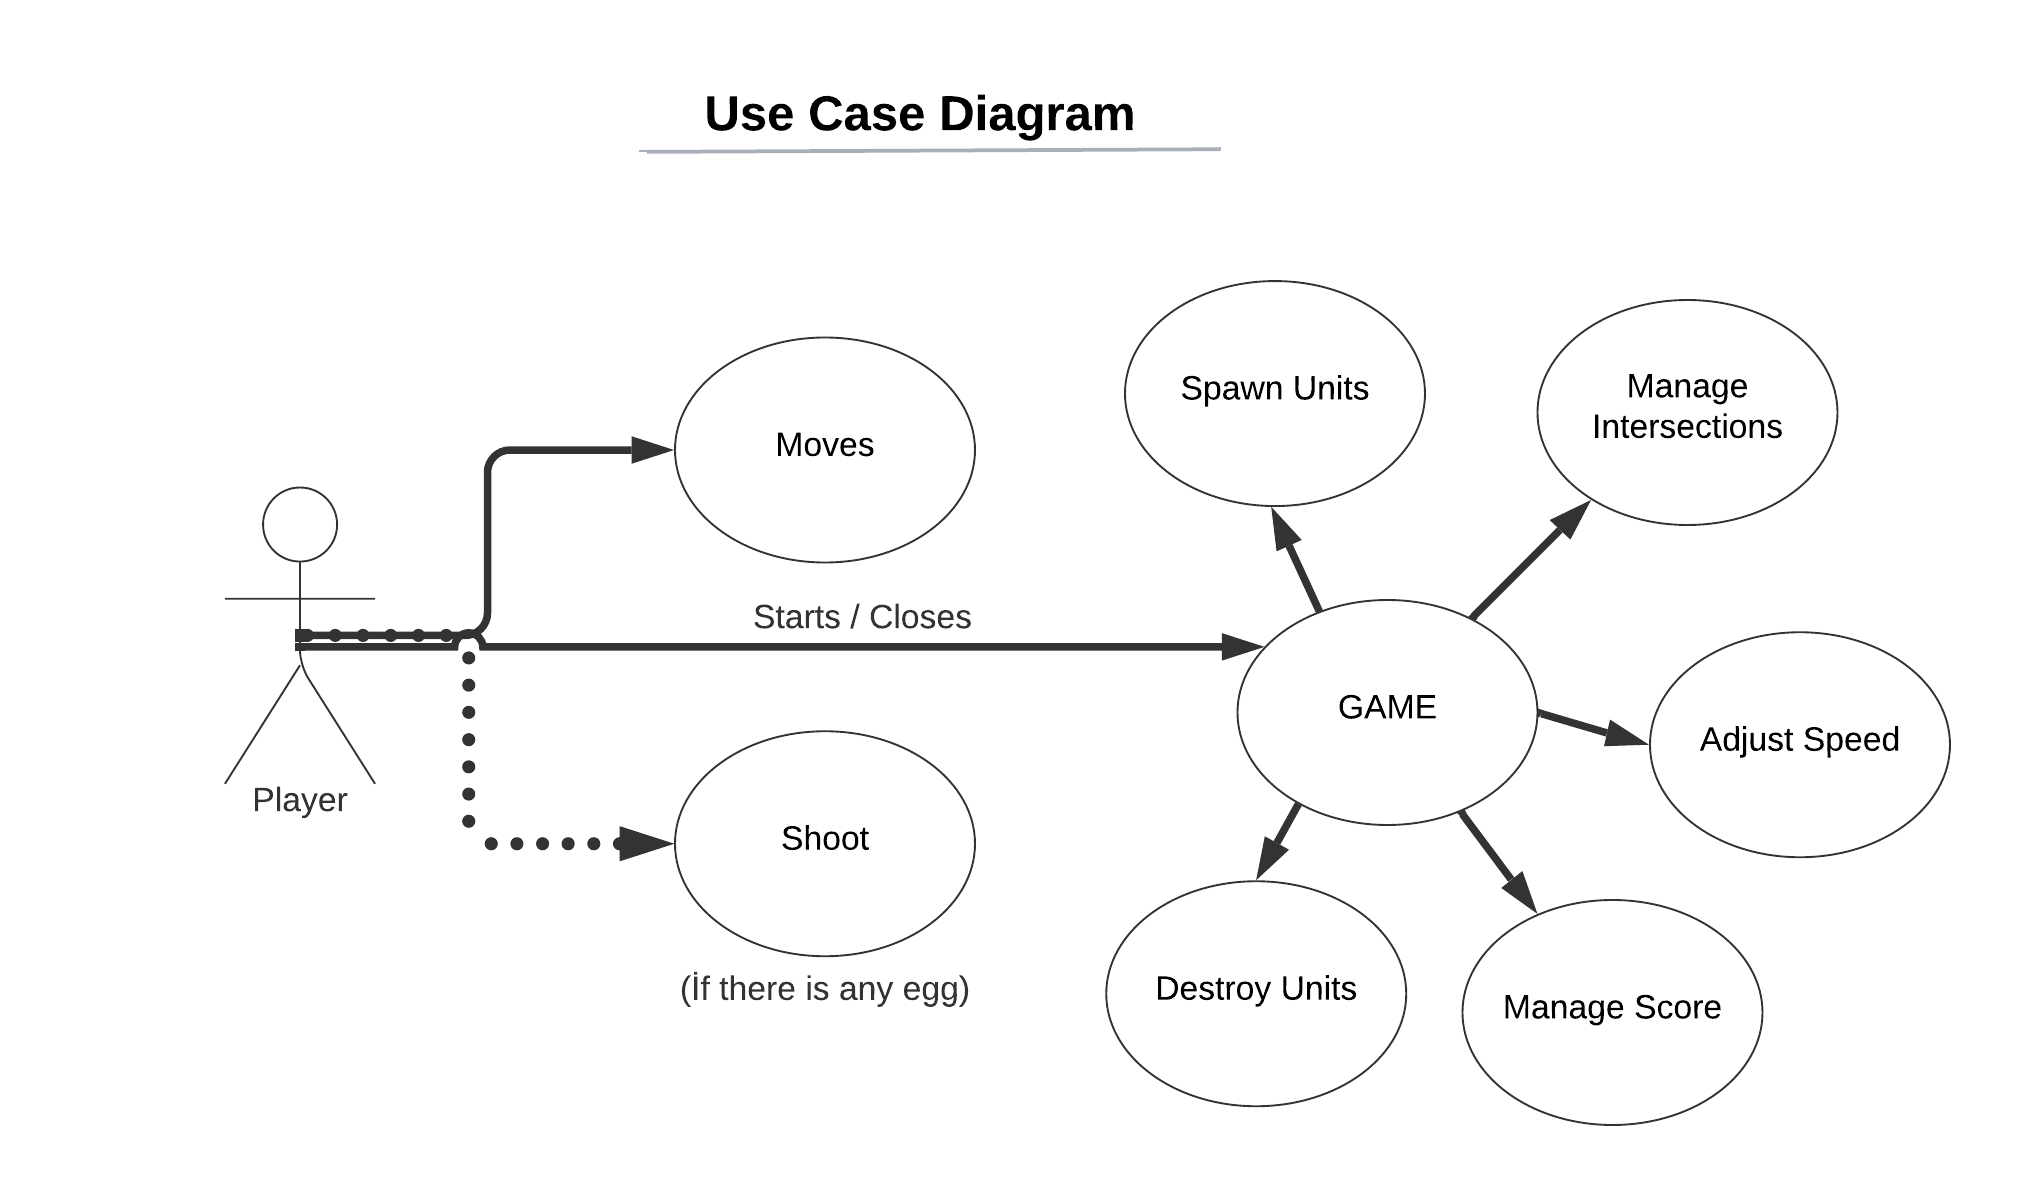 Use Case Diagram
Spawn Units
Manage
Intersections
Moves
Starts / Closes
GAME
Adjust Speed
Player
Shoot
(İf there is any egg)
Destroy Units
Manage Score